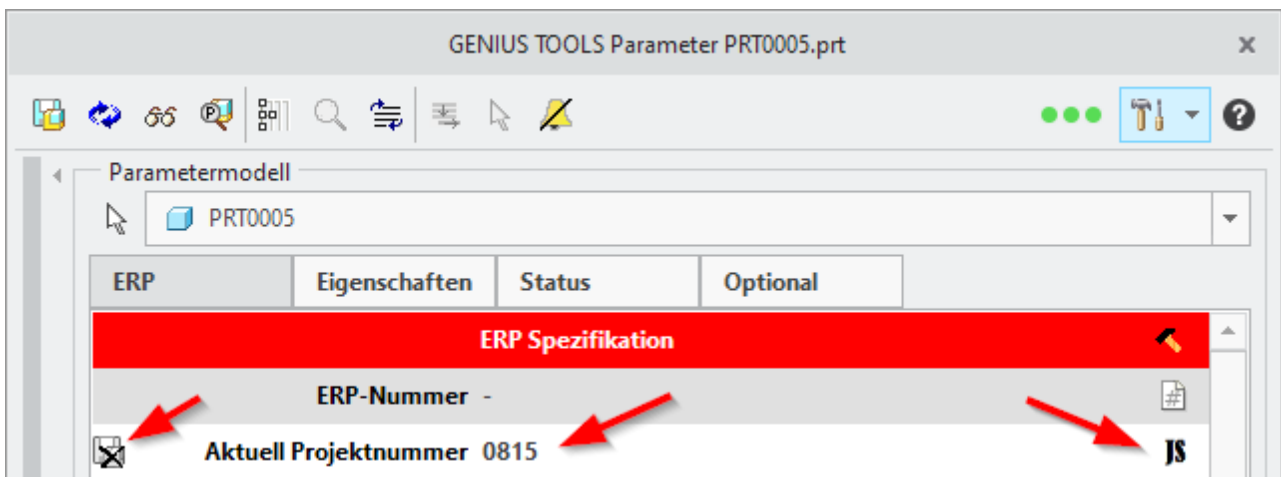 GENIUS TOOLS Parameter PRT0005.prt
Parametermodell
PRT0005
ERP Eigenschaften Status Optional
ERP Spezifikation
ERP-Nummer -
Aktuell Projektnummer 0815 JS